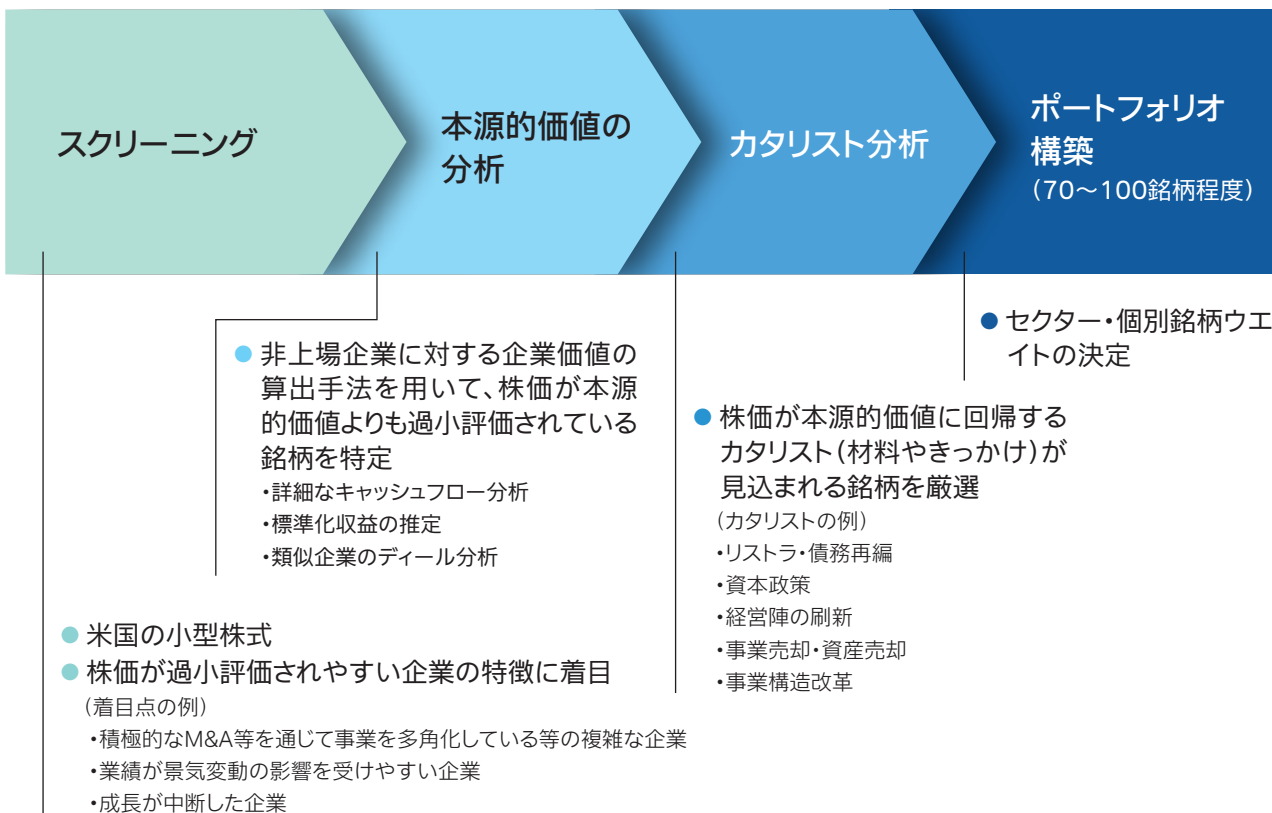 スクリーニング
本源的価値の
分析
カタリスト分析
ポートフォリオ
構築
（70～100銘柄程度）
● セクター・個別銘柄ウエ
イトの決定
● 非上場企業に対する企業価値の
算出手法を用いて、株価が本源
的価値よりも過小評価されている
銘柄を特定
・詳細なキャッシュフロー分析
・標準化収益の推定
・類似企業のディール分析
● 株価が本源的価値に回帰する
カタリスト（材料やきっかけ）が
見込まれる銘柄を厳選
（カタリストの例）
・リストラ・債務再編
・資本政策
・経営陣の刷新
・事業売却・資産売却
・事業構造改革
● 米国の小型株式
● 株価が過小評価されやすい企業の特徴に着目
（着目点の例）
・積極的なM&A等を通じて事業を多角化している等の複雑な企業
・業績が景気変動の影響を受けやすい企業
・成長が中断した企業